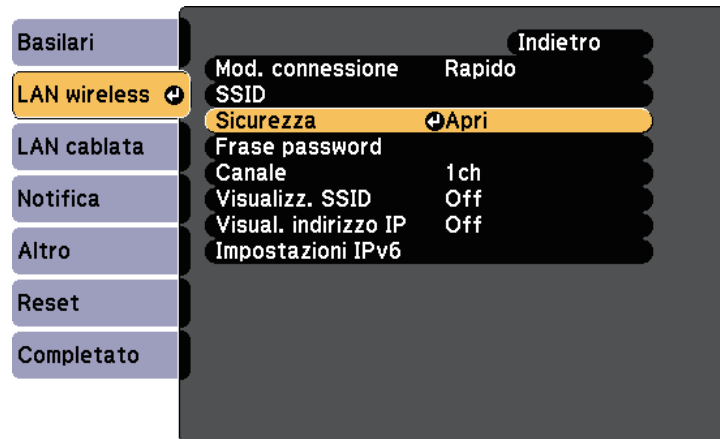 Basilari
LAN wireless
LAN cablata
Notifica
Altro
Reset
Completato
Indietro
Mod. connessione Rapido
SSID
Sicurezza Apri
Frase password
Canale 1ch
Visualizz. SSID Off
Visual. indirizzo IP Off
Impostazioni IPv6